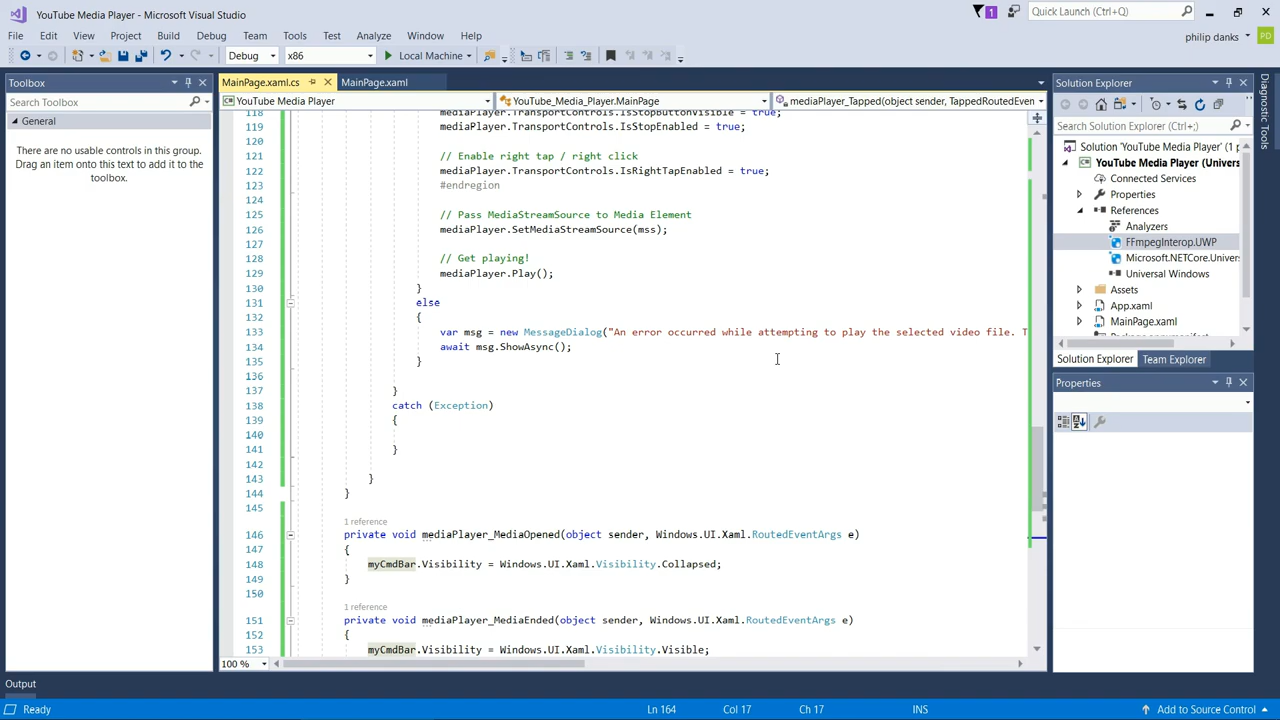 YouTube Media Player - Microsoft Visual Studio
1
Quick Launch (Ctrl+Q)
File Edit View Project Build Debug Team Tools Test Analyze Window Help
philip danks
PD
Debug x86 Local Machine
Toolbox
Search Toolbox
General
There are no usable controls in this group.
Drag an item onto this text to add it to the
toolbox.
MainPage.xaml.cs MainPage.xaml
YouTube Media Player YouTube_Media_Player.MainPage mediaPlayer_Tapped(object sender, TappedRoutedEven
118 mediaPlayer.TransportControls.IsStopButtonVisible = true;
119 mediaPlayer.TransportControls.IsStopEnabled = true;
120
121 // Enable right tap / right click
122 mediaPlayer.TransportControls.IsRightTapEnabled = true;
123 #endregion
124
125 // Pass MediaStreamSource to Media Element
126 mediaPlayer.SetMediaStreamSource(mss);
127
128 // Get playing!
129 mediaPlayer.Play();
130 }
131 else
132 {
133 var msg = new MessageDialog("An error occurred while attempting to play the selected video file. T
134 await msg.ShowAsync();
135 }
136
137 }
138 catch (Exception)
139 {
140
141 }
142
143 }
144 }
145
1 reference
146 private void mediaPlayer_MediaOpened(object sender, Windows.UI.Xaml.RoutedEventArgs e)
147 {
148 myCmdBar.Visibility = Windows.UI.Xaml.Visibility.Collapsed;
149 }
150
1 reference
151 private void mediaPlayer_MediaEnded(object sender, Windows.UI.Xaml.RoutedEventArgs e)
152 {
153 myCmdBar.Visibility = Windows.UI.Xaml.Visibility.Visible;
100 %
Solution Explorer
Search Solution Explorer (Ctrl+;)
Solution 'YouTube Media Player' (1 p
YouTube Media Player (Univers
Connected Services
Properties
References
Analyzers
FFmpegInterop.UWP
Microsoft.NETCore.Univer
Universal Windows
Assets
App.xaml
MainPage.xaml
Solution Explorer Team Explorer
Properties
Diagnostic Tools
Output
Ready Ln 164 Col 17 Ch 17 INS Add to Source Control